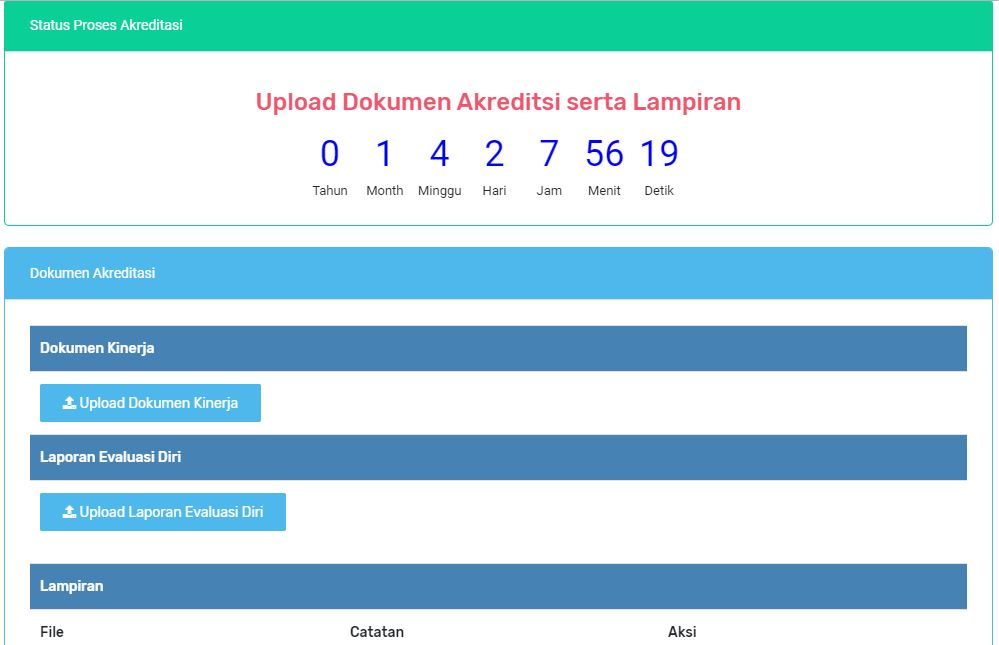 Status Proses Akreditasi
Upload Dokumen Akreditsi serta Lampiran
0 1 4 2 7 56 19
Tahun Month Minggu Hari Jam Menit Detik
Dokumen Akreditasi
Dokumen Kinerja
Upload Dokumen Kinerja
Laporan Evaluasi Diri
Upload Laporan Evaluasi Diri
Lampiran
File Catatan Aksi